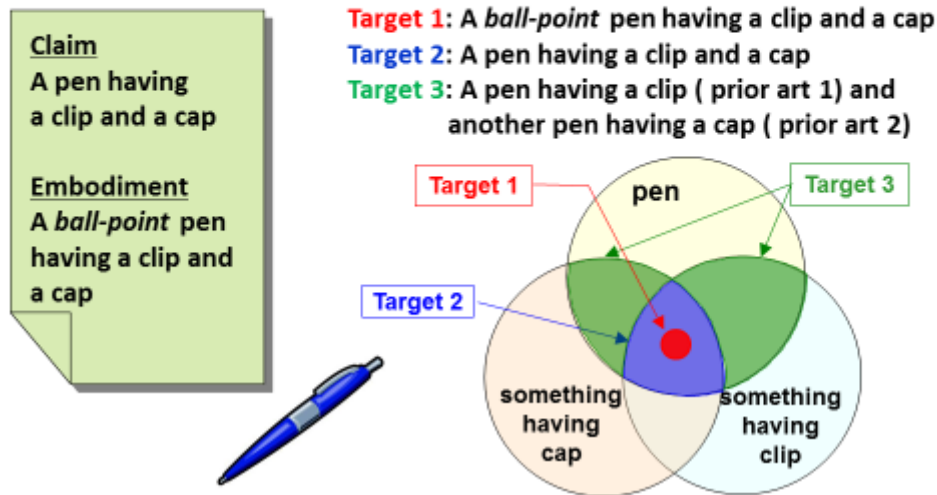 Claim
A pen having
a clip and a cap
Embodiment
A ball-point pen
having a clip and
a cap
Target 1: A ball-point pen having a clip and a cap
Target 2: A pen having a clip and a cap
Target 3: A pen having a clip ( prior art 1) and
another pen having a cap ( prior art 2)
Target 1
pen
Target 3
Target 2
something
having
cap
something
having
clip